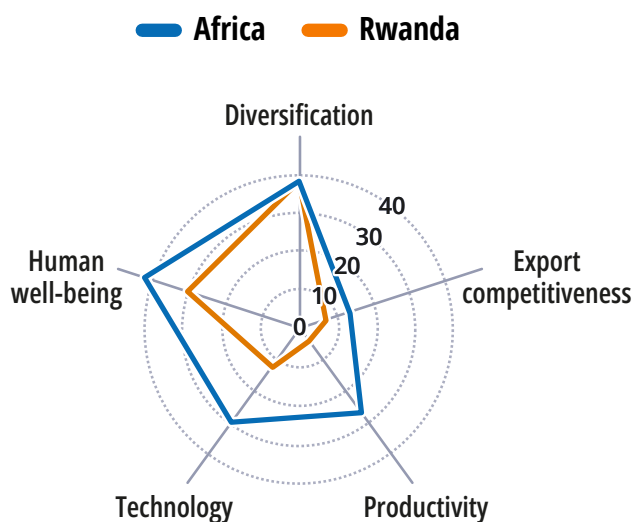 Africa Rwanda
Diversification
40
30
20
10
0
Human
well-being
Export
competitiveness
Technology
Productivity